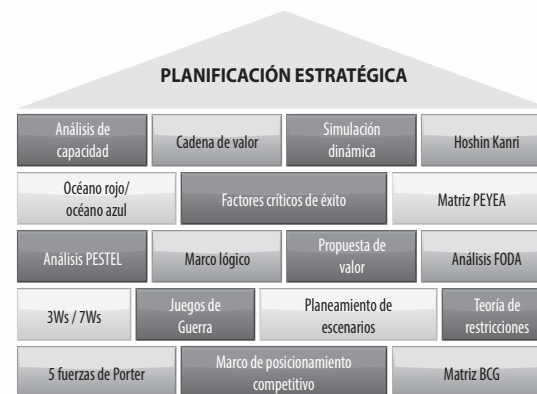 PLANIFICACIÓN ESTRATÉGICA
Análisis de
capacidad
Cadena de valor
Simulación
dinámica
Hoshin Kanri
Océano rojo/
océano azul
Factores críticos de éxito
Matriz PEYEA
Análisis PESTEL
Marco lógico
Propuesta de
valor
Análisis FODA
3Ws / 7Ws
Juegos de
Guerra
Planeamiento de
escenarios
Teoría de
restricciones
5 fuerzas de Porter
Marco de posicionamiento
competitivo
Matriz BCG